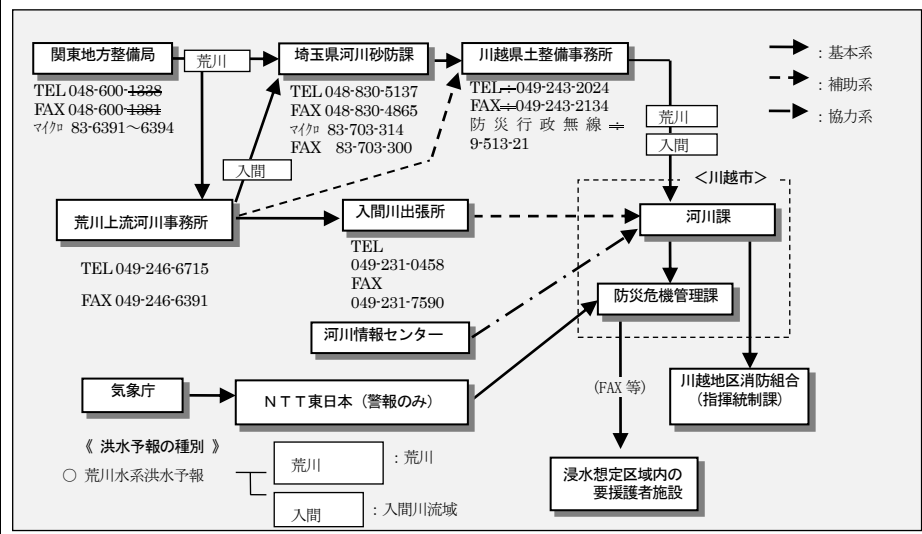 関東地方整備局
TEL 048-600-1338
FAX 048-600-1381
ﾏｲｸﾛ 83-6391～6394
荒川
埼玉県河川砂防課
TEL 048-830-5137
FAX 048-830-4865
ﾏｲｸﾛ 83-703-314
FAX 83-703-300
川越県土整備事務所
TEL÷049-243-2024
FAX÷049-243-2134
防災行政無線÷
9-513-21
：基本系
：補助系
：協力系
荒川
入間
入間
＜川越市＞
荒川上流河川事務所
TEL 049-246-6715
FAX 049-246-6391
入間川出張所
TEL
049-231-0458
FAX
049-231-7590
河川課
防災危機管理課
河川情報センター
気象庁
ＮＴＴ東日本（警報のみ）
(FAX 等)
川越地区消防組合
（指揮統制課）
《 洪水予報の種別 》
○ 荒川水系洪水予報
荒川
：荒川
入間
：入間川流域
浸水想定区域内の
要援護者施設